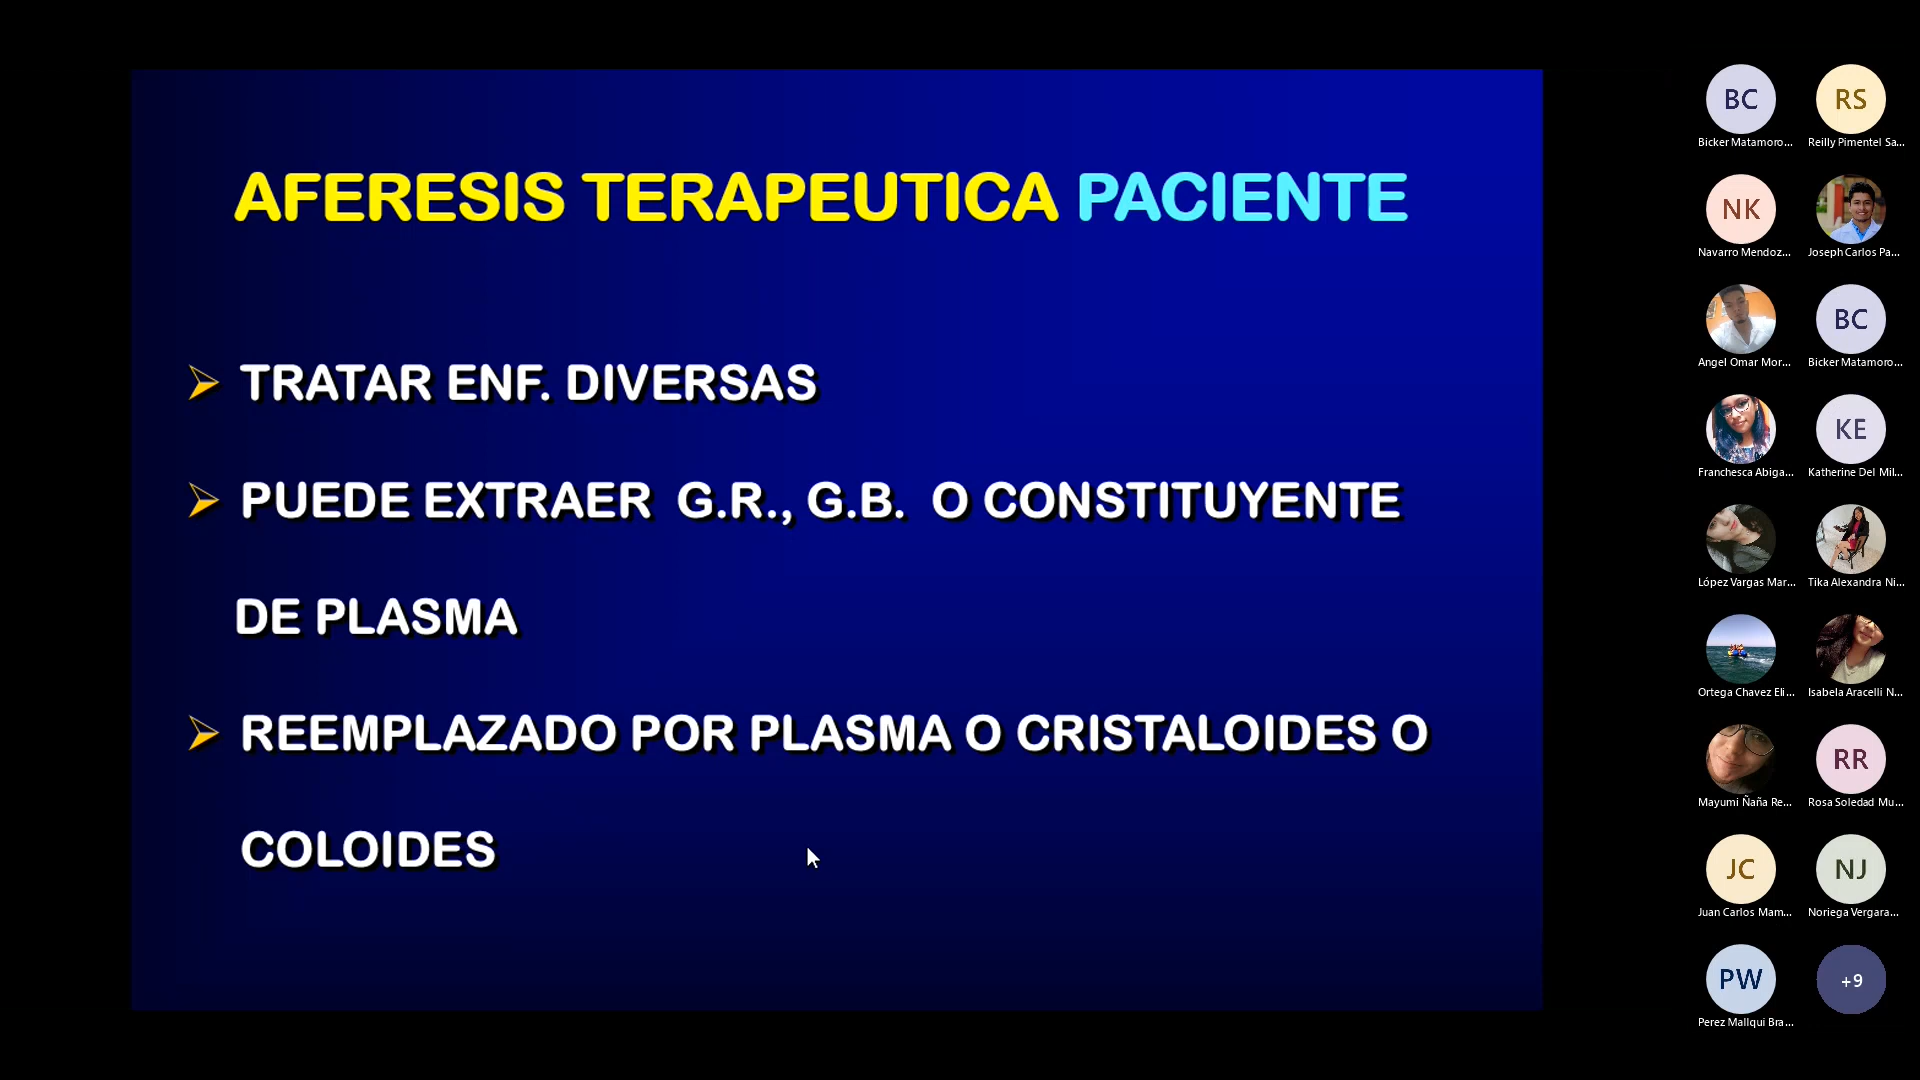 AFERESIS TERAPEUTICA PACIENTE
TRATAR ENF. DIVERSAS
PUEDE EXTRAER G.R., G.B. O CONSTITUYENTE
DE PLASMA
REEMPLAZADO POR PLASMA O CRISTALOIDES O
COLOIDES
BC RS
Bicker Matamoro... Reilly Pimentel Sa...
NK
Navarro Mendoz... Joseph Carlos Pa...
BC
Angel Omar Mor... Bicker Matamoro...
KE
Franchesca Abiga... Katherine Del Mil...
López Vargas Mar... Tika Alexandra Ni...
Ortega Chavez Eli... Isabela Aracelli N...
RR
Mayumi Ñaña Re... Rosa Soledad Mu...
JC NJ
Juan Carlos Mam... Noriega Vergara...
PW +9
Perez Mallqui Bra...